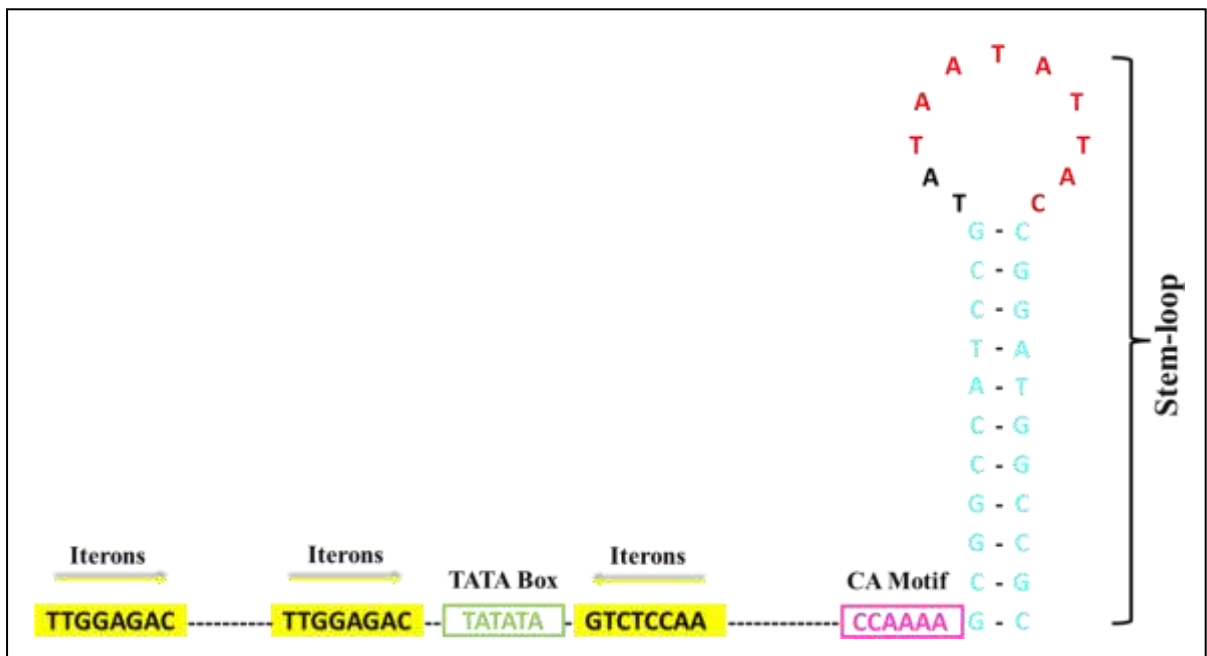 T
A A
A T
T T
A A
T C
G - C
C - G
C - G
T - A
A - T
C - G
C - G
G - C
G - C
C - G
Iterons Iterons TATA Box Iterons CA Motif
TTGGAGAC TTGGAGAC TATATA GTCTCCAA CCAAAA G - C
Stem-loop